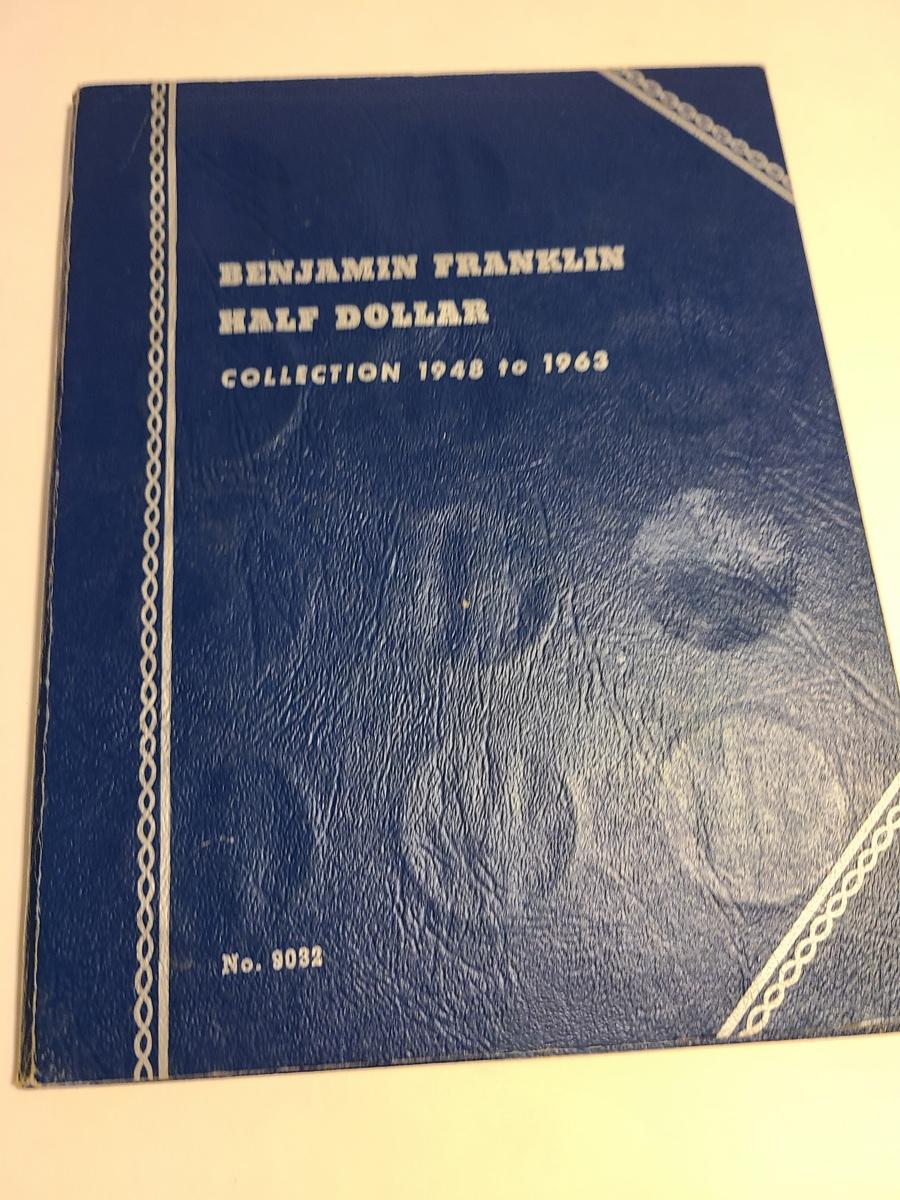 BENJAMIN FRANKLIN
HALF DOLLAR
COLLECTION 1948 to 1963
No. 9032